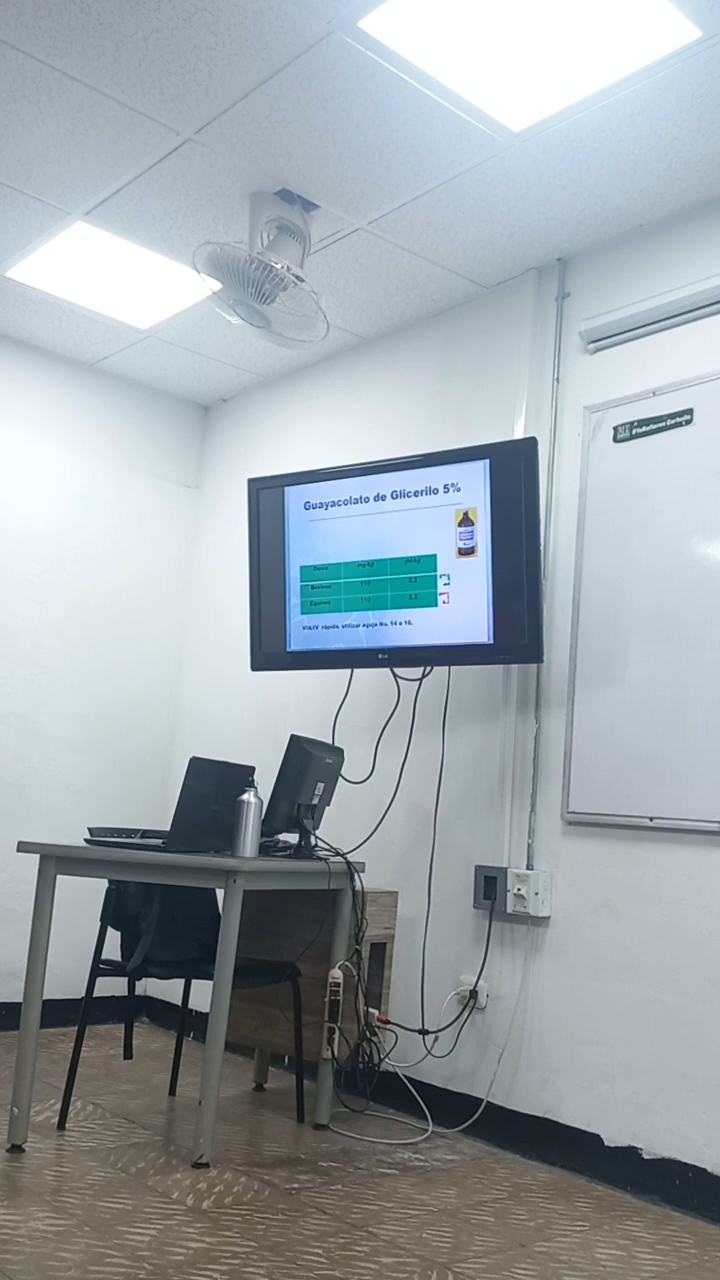 Guayacolato de Glicerilo 5%
Dosis mg/kg ml/kg
Bovinos 110 2.2
Equinos 110 2.2
VIA:IV rápida, utilizar aguja No. 14 o 16.
LG